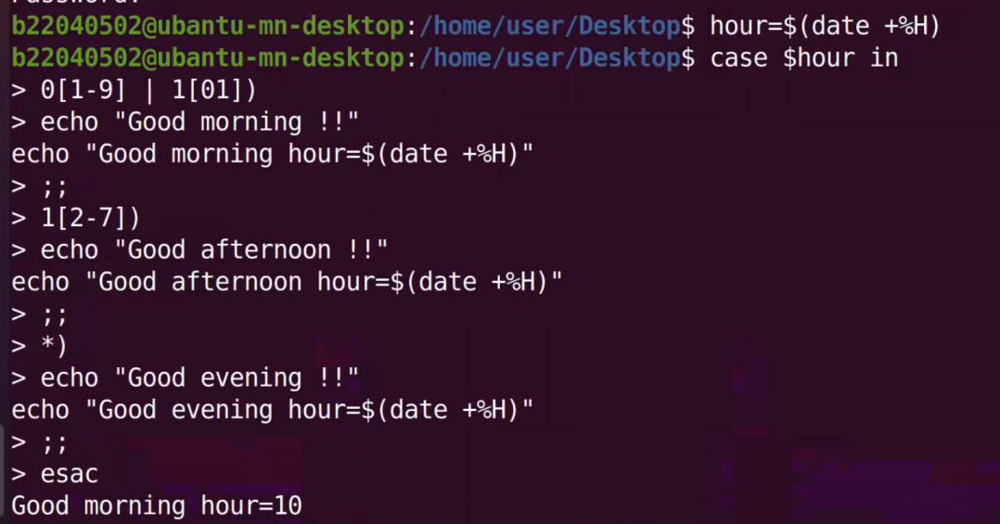 b22040502@ubantu-mn-desktop:/home/user/Desktop$ hour=$(date +%H)
b22040502@ubantu-mn-desktop:/home/user/Desktop$ case $hour in
> 0[1-9] | 1[01])
> echo "Good morning !!"
echo "Good morning hour=$(date +%H)"
> ;;
> 1[2-7])
> echo "Good afternoon !!"
echo "Good afternoon hour=$(date +%H)"
> ;;
> *)
> echo "Good evening !!"
echo "Good evening hour=$(date +%H)"
> ;;
> esac
Good morning hour=10